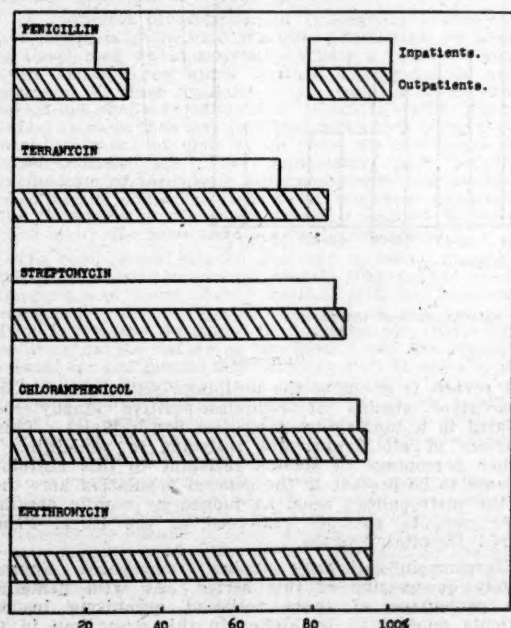 PENICILLIN
Inpatients.
Outpatients.
TERRAMYCIN
STREPTOMYCIN
CHLORAMPHENICOL
ERYTHROMYCIN
20 40 60 80 100%